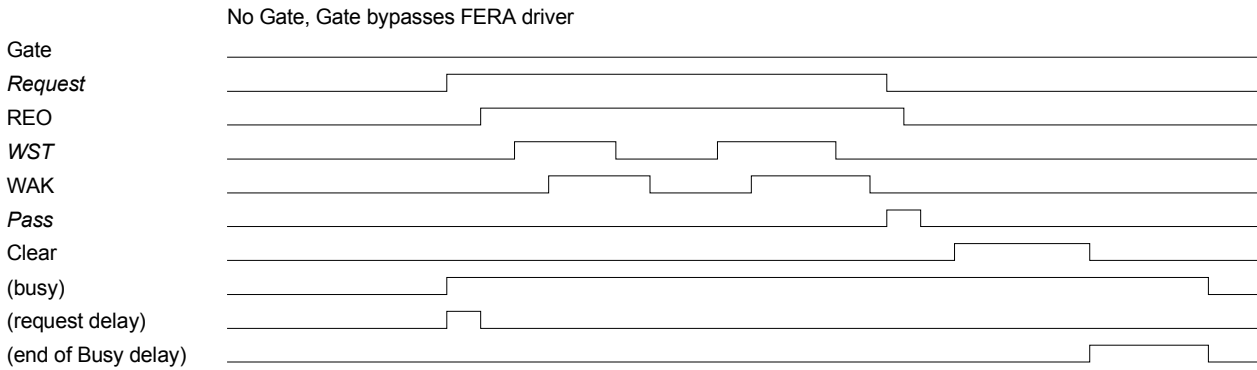 No Gate, Gate bypasses FERA driver
Gate
Request
REO
WST
WAK
Pass
Clear
(busy)
(request delay)
(end of Busy delay)